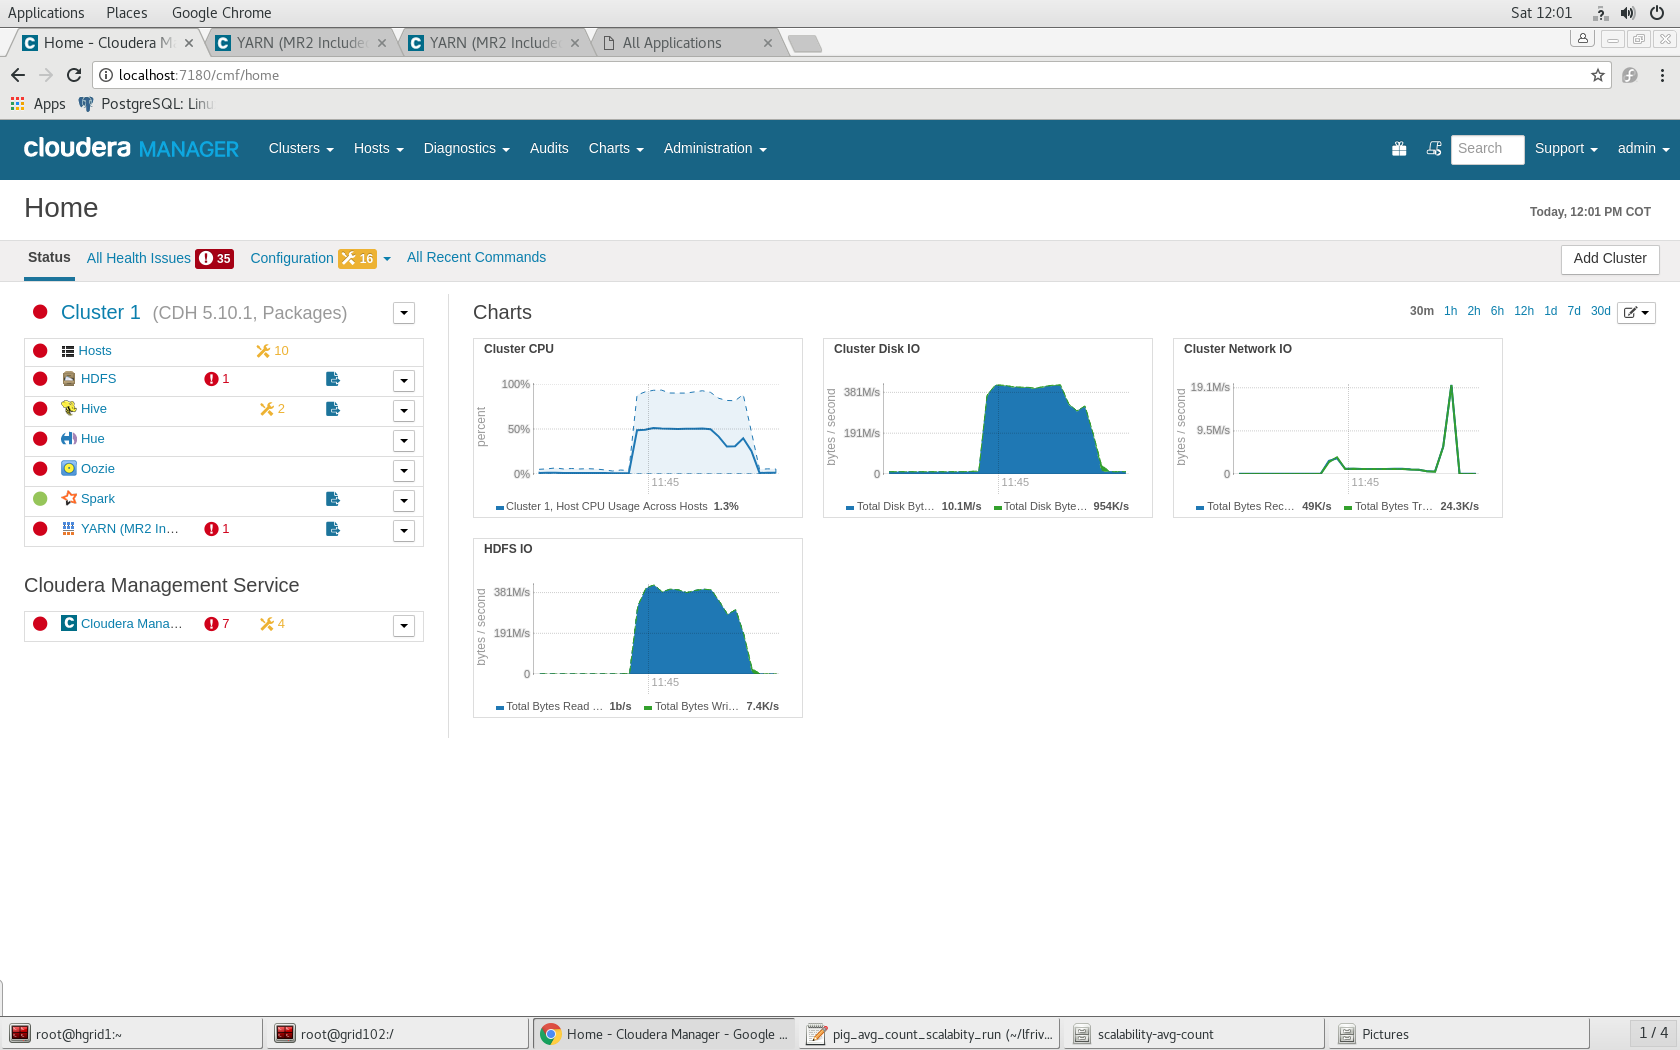 Applications Places Google Chrome Sat 12:01
Home - Cloudera M YARN (MR2 Include YARN (MR2 Include All Applications
localhost:7180/cmf/home
Apps PostgreSQL: Linu
cloudera MANAGER Clusters Hosts Diagnostics Audits Charts Administration Search Support admin
Home
Today, 12:01 PM COT
Status All Health Issues 35 Configuration 16 All Recent Commands Add Cluster
Cluster 1 (CDH 5.10.1, Packages)
Hosts 10
HDFS 1
Hive 2
Hue
Oozie
Spark
YARN (MR2 In... 1
Cloudera Management Service
Cloudera Mana... 7 4
Charts 30m 1h 2h 6h 12h 1d 7d 30d
Cluster CPU
percent
100%
50%
0%
11:45
Cluster 1, Host CPU Usage Across Hosts 1.3%
Cluster Disk IO
bytes / second
381M/s
191M/s
0
11:45
Total Disk Byt... 10.1M/s Total Disk Byte... 954K/s
Cluster Network IO
bytes / second
19.1M/s
9.5M/s
0
11:45
Total Bytes Rec... 49K/s Total Bytes Tr... 24.3K/s
HDFS IO
bytes / second
381M/s
191M/s
0
11:45
Total Bytes Read ... 1b/s Total Bytes Wri... 7.4K/s
root@hgrid1:~ root@grid102:/ Home - Cloudera Manager - Google ... pig_avg_count_scalabity_run (~/lfriv... scalability-avg-count Pictures 1 / 4